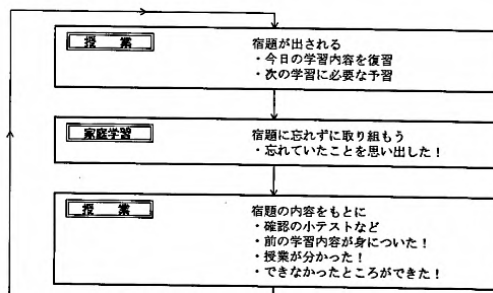 授業
宿題が出される
・今日の学習内容を復習
・次の学習に必要な予習
家庭学習
宿題に忘れずに取り組もう
・忘れていたことを思い出した！
授業
宿題の内容をもとに
・確認の小テストなど
・前の学習内容が身についた！
・授業が分かった！
・できなかったところができた！